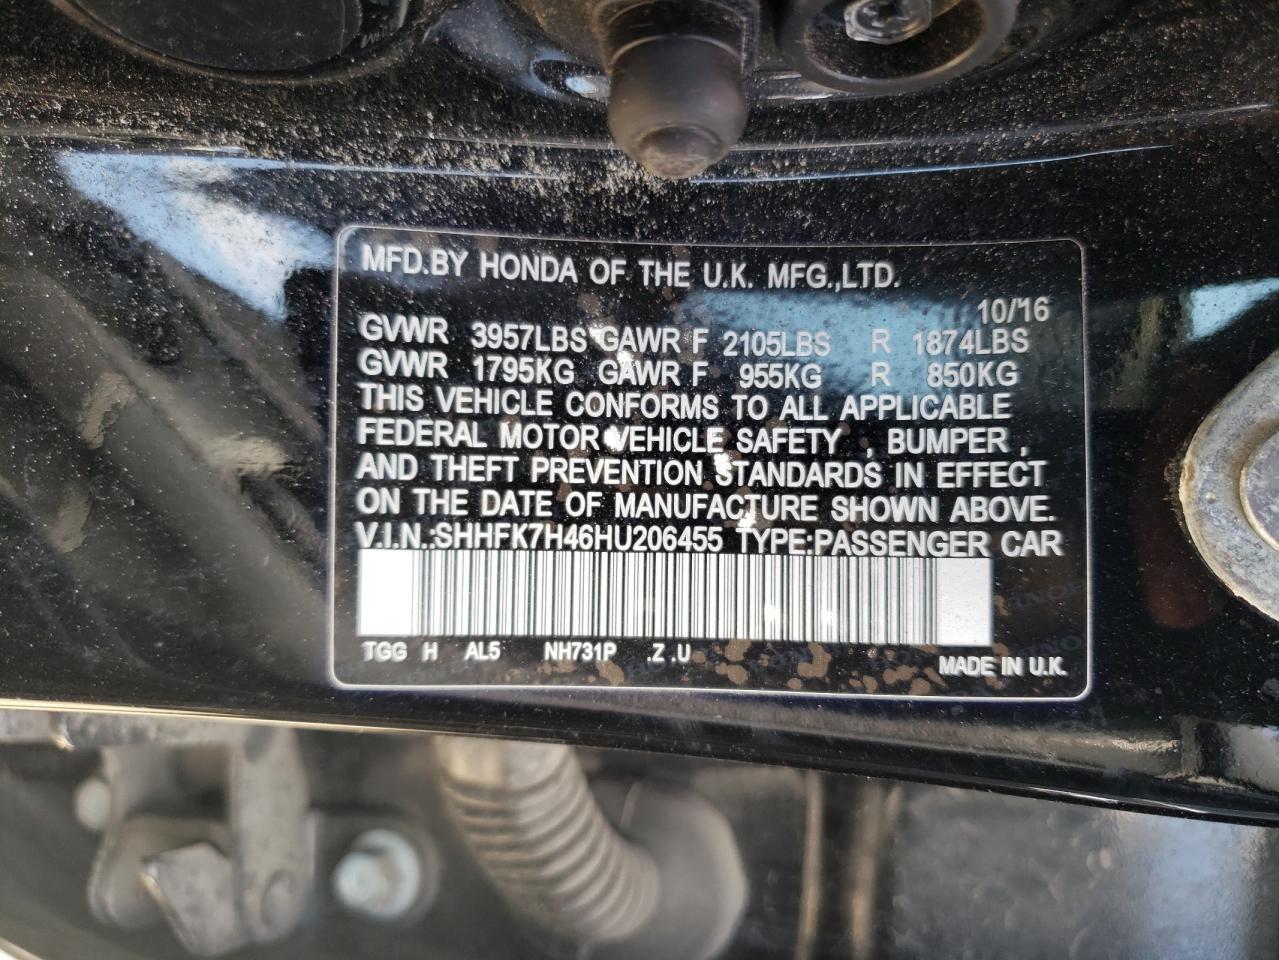 MFD.BY HONDA OF THE U.K. MFG.,LTD.
10/16
GVWR 3957LBS GAWR F 2105LBS R 1874LBS
GVWR 1795KG GAWR F 955KG R 850KG
THIS VEHICLE CONFORMS TO ALL APPLICABLE
FEDERAL MOTOR VEHICLE SAFETY , BUMPER ,
AND THEFT PREVENTION STANDARDS IN EFFECT
ON THE DATE OF MANUFACTURE SHOWN ABOVE.
V.I.N.:SHHFK7H46HU206455 TYPE:PASSENGER CAR
TGG H AL5 NH731P .Z .U
MADE IN U.K.